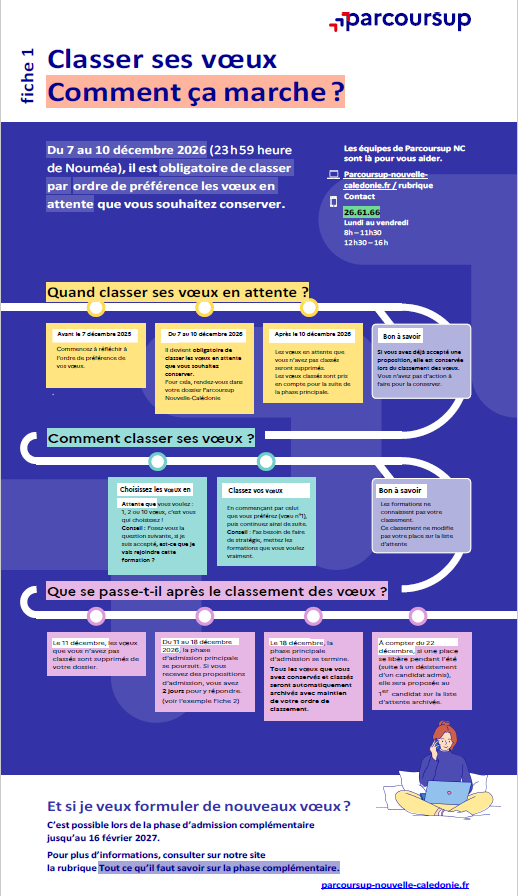 parcoursup
fiche 1
Classer ses vœux
Comment ça marche ?
Du 7 au 10 décembre 2026 (23h59 heure
de Nouméa), il est obligatoire de classer
par ordre de préférence les vœux en
attente que vous souhaitez conserver.
Les équipes de Parcoursup NC
sont là pour vous aider.
Parcoursup-nouvelle-
caledonie.fr / rubrique
Contact
26.61.66
Lundi au vendredi
8h – 11h30
12h30 – 16 h
Quand classer ses vœux en attente ?
Avant le 7 décembre 2025
Commencez à réfléchir à
l'ordre de préférence de
vos vœux.
Du 7 au 10 décembre 2026
Il devient obligatoire de
classer les vœux en attente
que vous souhaitez
conserver.
Pour cela, rendez-vous dans
votre dossier Parcoursup
Nouvelle-Calédonie
Après le 10 décembre 2026
Les vœux en attente que
vous n'avez pas classés
seront supprimés.
Les vœux classés sont pris
en compte pour la suite de
la phase principale.
Bon à savoir
Si vous avez déjà accepté une
proposition, elle est conservée
lors du classement des vœux.
Vous n'avez pas d'action à
faire pour la conserver.
Comment classer ses vœux ?
Choisissez les vœux en
Attente que vous voulez :
1, 2 ou 10 vœux, c'est vous
qui choisissez !
Conseil : Posez-vous la
question suivante, si je
suis accepté, est-ce que je
vais rejoindre cette
formation ?
Classez vos vœux
En commençant par celui
que vous préférez (vœu n°1),
puis continuez ainsi de suite.
Conseil : Pas besoin de faire
de stratégie, mettez les
formations que vous voulez
vraiment.
Bon à savoir
Les formations ne
connaissent pas votre
classement.
Ce classement ne modifie
pas votre place sur la liste
d'attente
Que se passe-t-il après le classement des vœux ?
Le 11 décembre, les vœux
que vous n'avez pas
classés sont supprimés de
votre dossier.
Du 11 au 18 décembre
2026, la phase
d'admission principale
se poursuit. Si vous
recevez des propositions
d'admission, vous avez
2 jours pour y répondre.
(voir l'exemple Fiche 2)
Le 18 décembre, la
phase principale
d'admission se termine.
Tous les vœux que vous
avez conservés et classés
seront automatiquement
archivés avec maintien
de votre ordre de
classement.
À compter du 22
décembre, si une place
se libère pendant l'été
(suite à un désistement
d'un candidat admis),
elle sera proposée au
1er candidat sur la liste
d'attente archivée.
Et si je veux formuler de nouveaux vœux ?
C'est possible lors de la phase d'admission complémentaire
jusqu'au 16 février 2027.
Pour plus d'informations, consulter sur notre site
la rubrique Tout ce qu'il faut savoir sur la phase complémentaire.
parcoursup-nouvelle-caledonie.fr